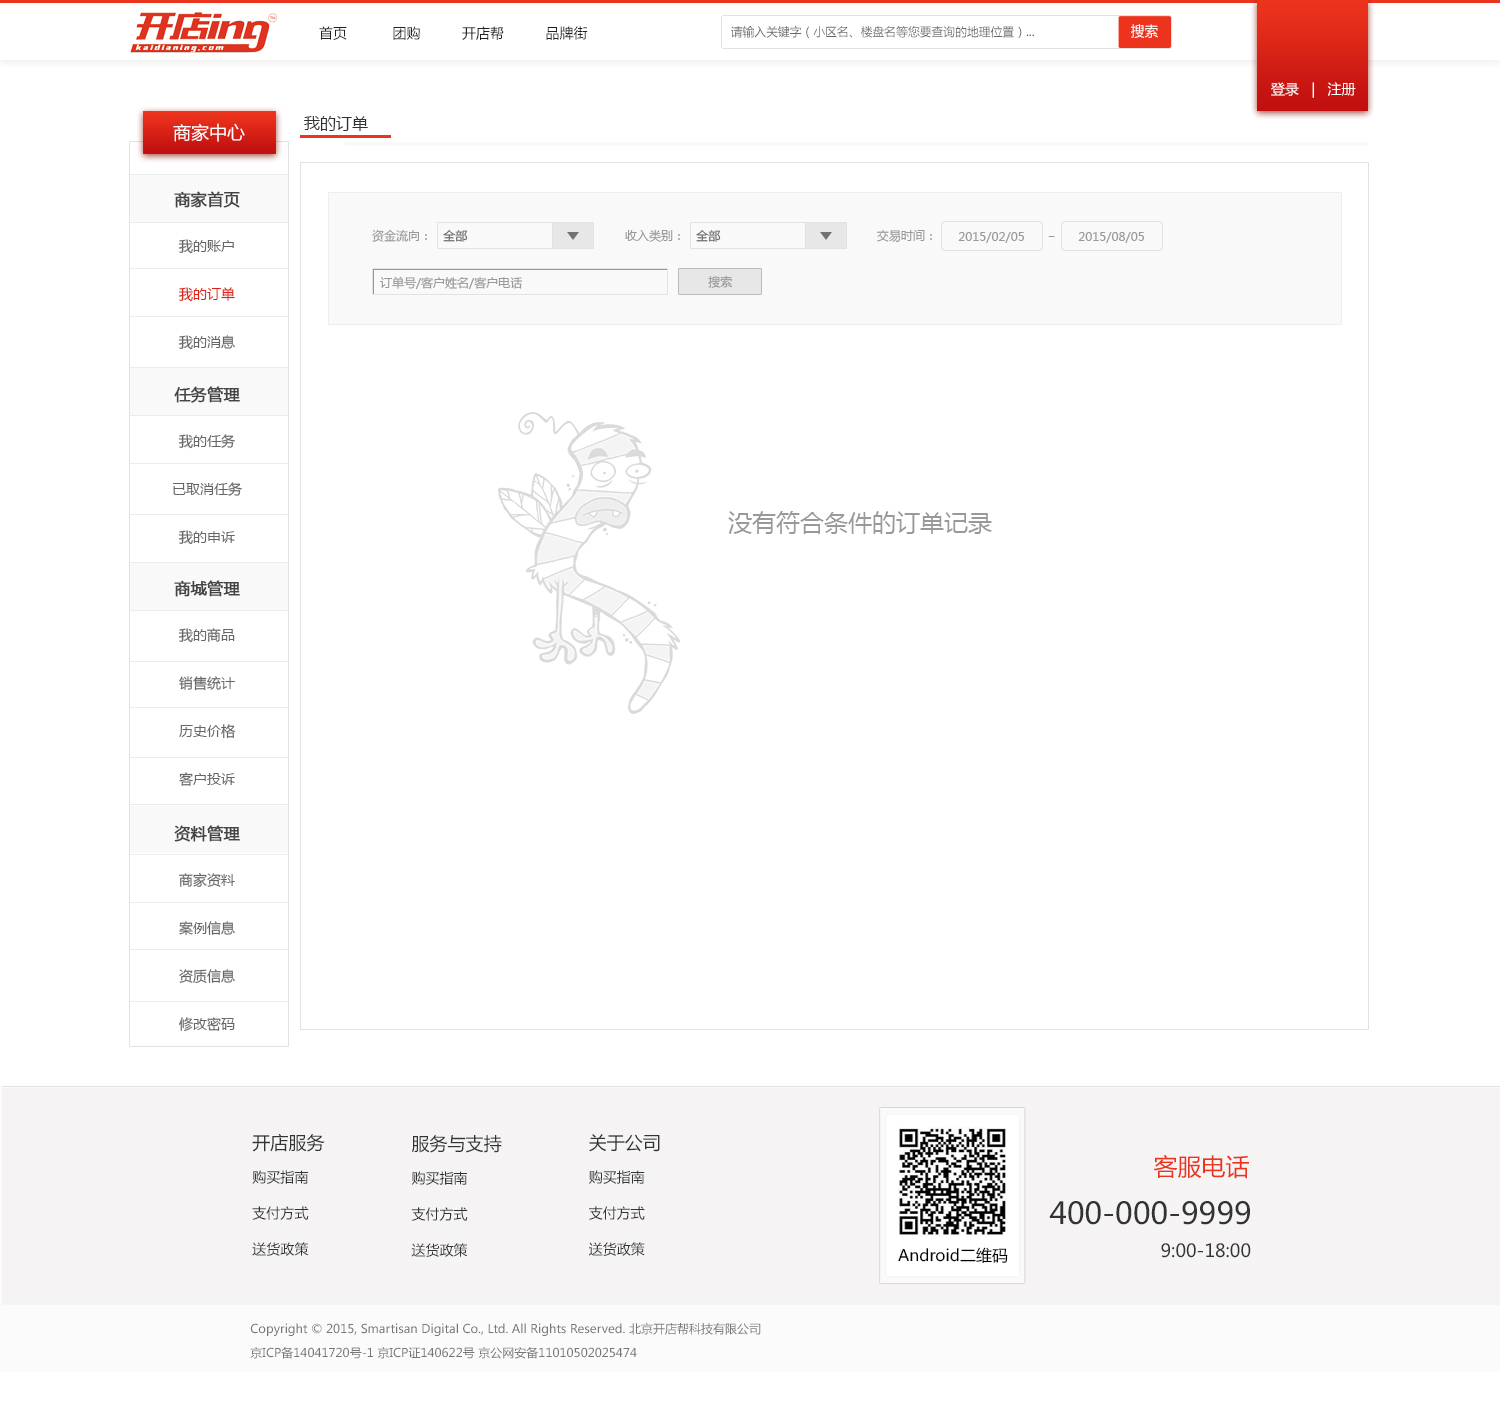 开店ing
TM
kaidianing.com
首页 团购 开店帮 品牌街
请输入关键字（小区名、楼盘名等您要查询的地理位置）...
搜索
登录 | 注册
商家中心
商家首页
我的账户
我的订单
我的消息
任务管理
我的任务
已取消任务
我的申诉
商城管理
我的商品
销售统计
历史价格
客户投诉
资料管理
商家资料
案例信息
资质信息
修改密码
我的订单
资金流向： 全部 收入类别： 全部 交易时间： 2015/02/05 – 2015/08/05
订单号/客户姓名/客户电话 搜索
没有符合条件的订单记录
开店服务
购买指南
支付方式
送货政策
服务与支持
购买指南
支付方式
送货政策
关于公司
购买指南
支付方式
送货政策
Android二维码
客服电话
400-000-9999
9:00-18:00
Copyright © 2015, Smartisan Digital Co., Ltd. All Rights Reserved. 北京开店帮科技有限公司
京ICP备14041720号-1 京ICP证140622号 京公网安备11010502025474